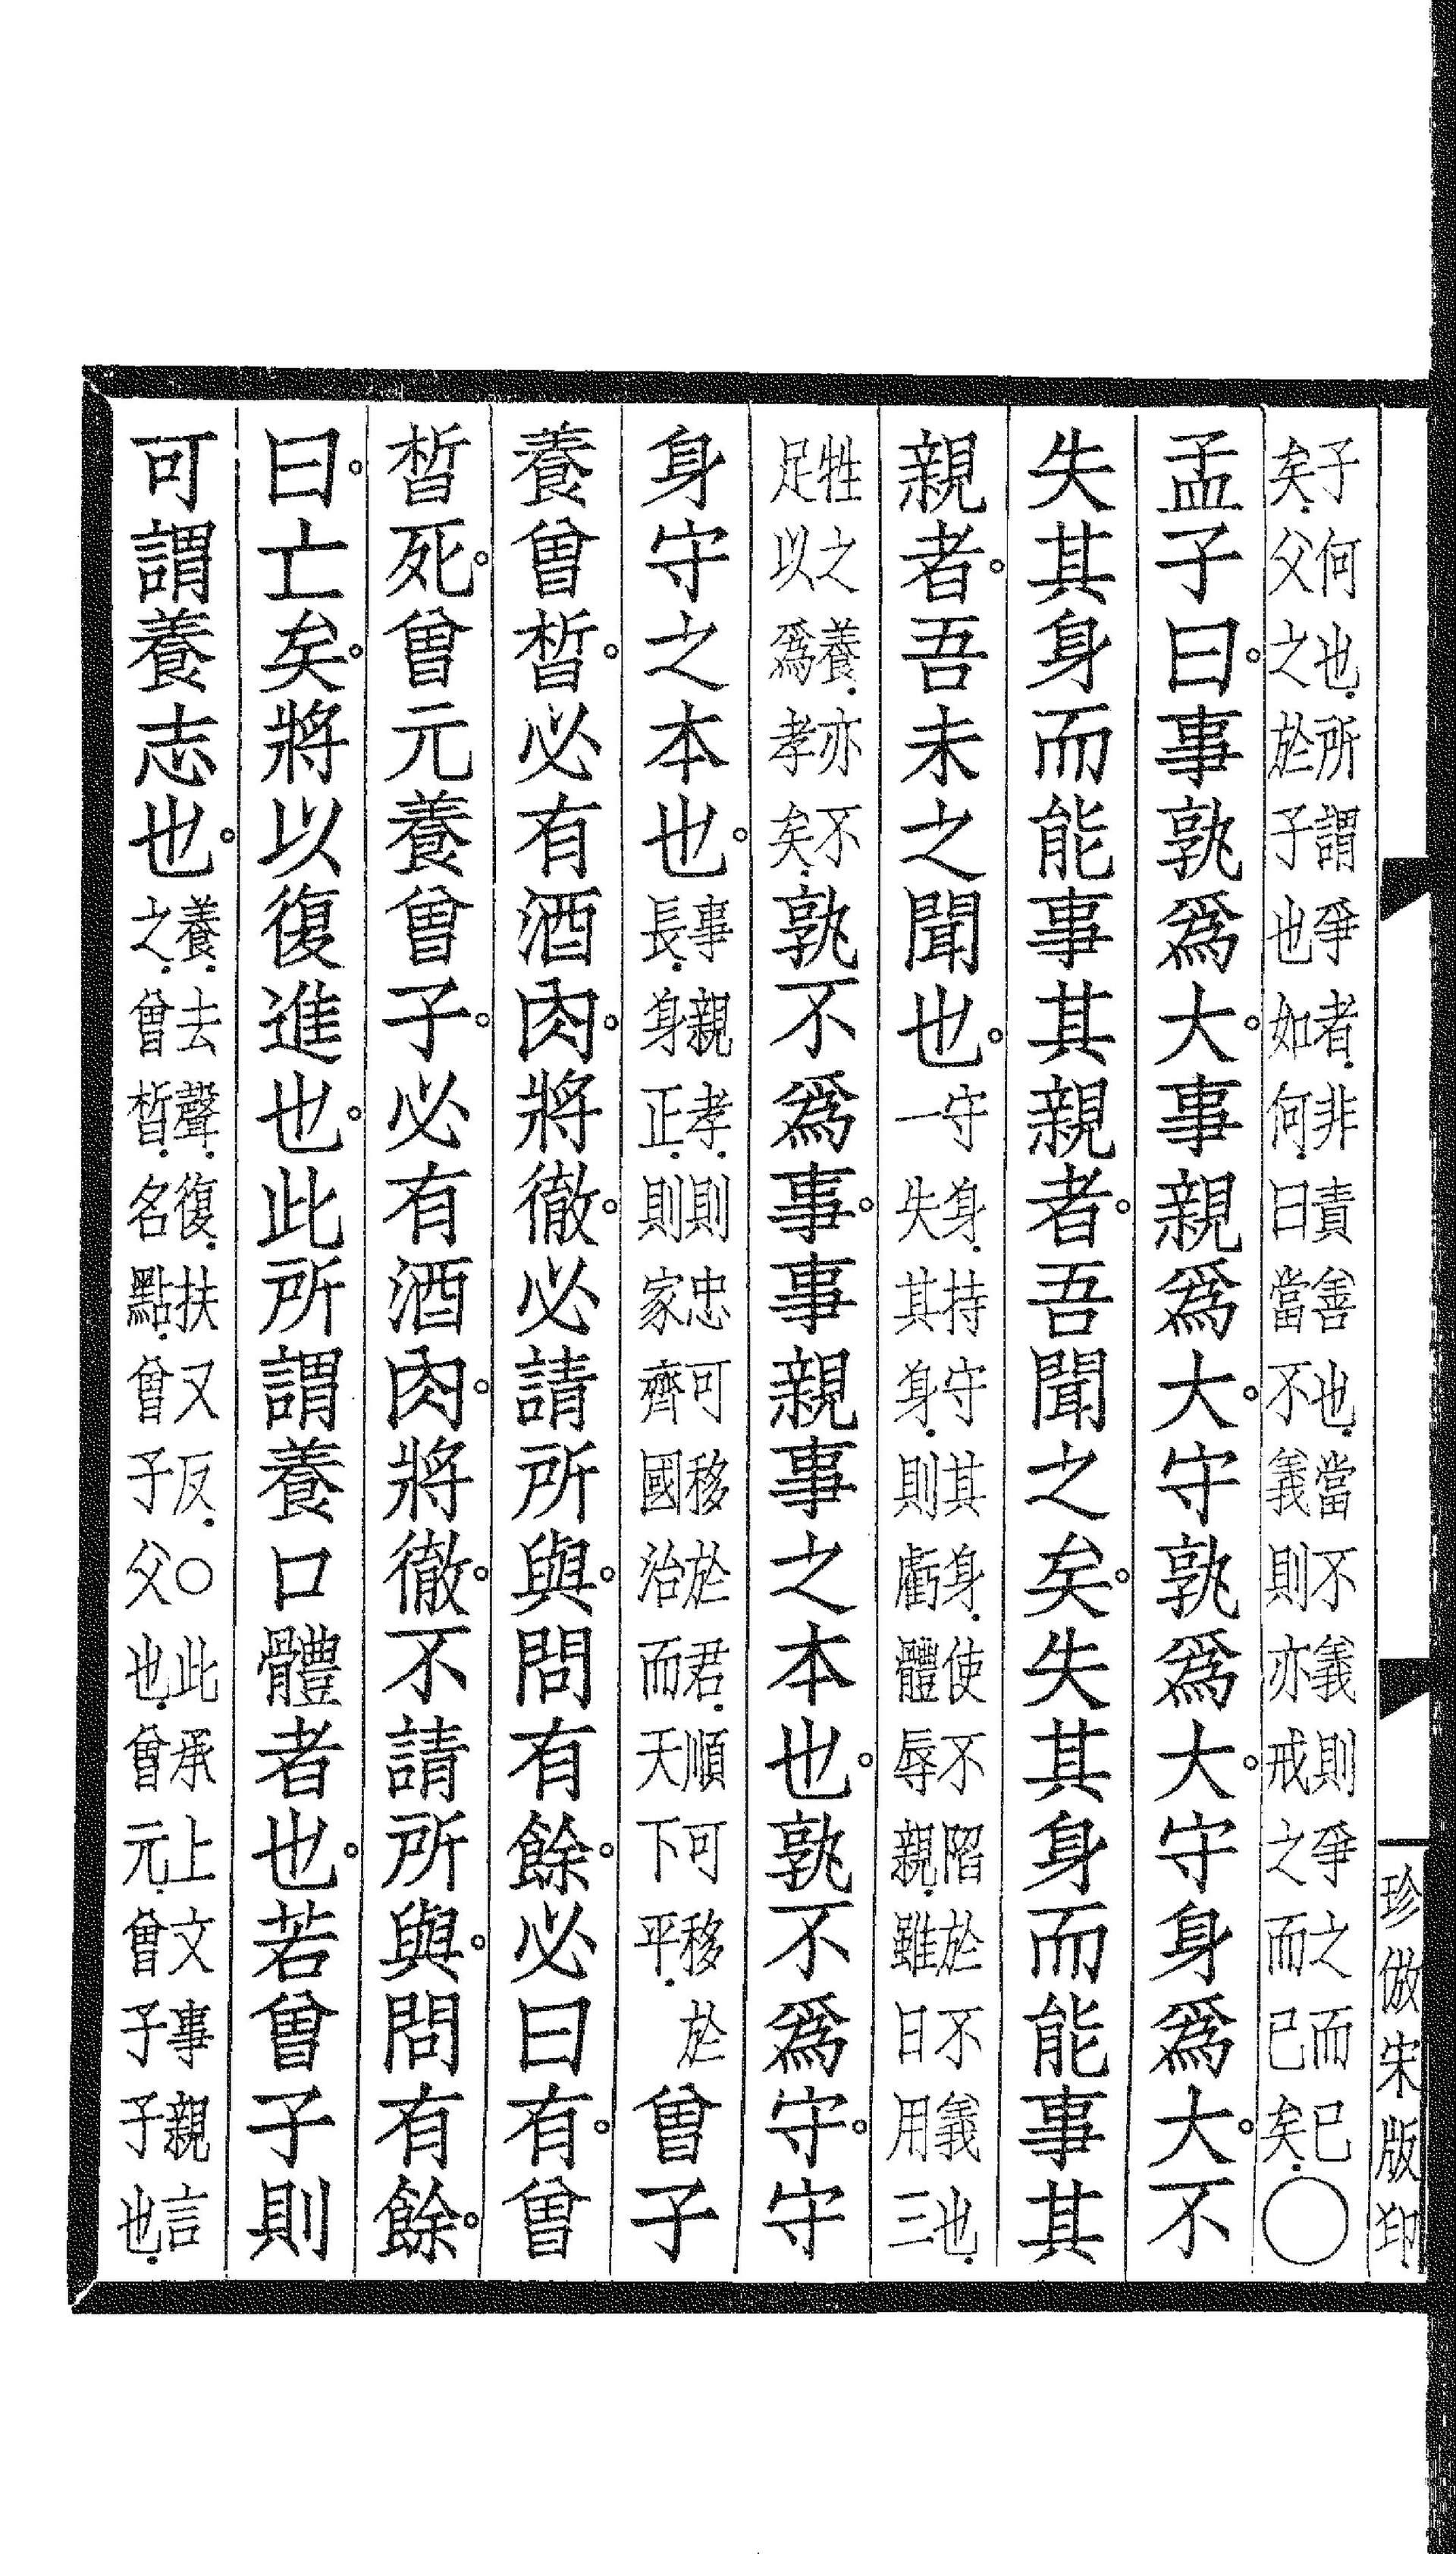 珍倣宋版印
子何也.所謂爭者.非責善也.當不義則爭之而已矣.父之於子也如何.曰當不義則亦戒之而已矣.○
孟子曰。事孰爲大。事親爲大。守孰爲大。守身爲大。不
失其身而能事其親者。吾聞之矣。失其身而能事其
親者。吾未之聞也。守身.持守其身.使不陷於不義也.一失其身.則虧體辱親.雖日用三
牲之養.亦不足以爲孝矣.孰不爲事。事親事之本也。孰不爲守。守
身守之本也。事親孝.則忠可移於君.順可移於長.身正.則家齊國治而天下平.曾子
養曾晳。必有酒肉。將徹。必請所與。問有餘。必曰有。曾
晳死。曾元養曾子。必有酒肉。將徹。不請所與。問有餘。
曰。亡矣。將以復進也。此所謂養口體者也。若曾子則
可謂養志也。養.去聲.復.扶又反.○此承上文事親言之.曾晳.名點.曾子父也.曾元.曾子子也.